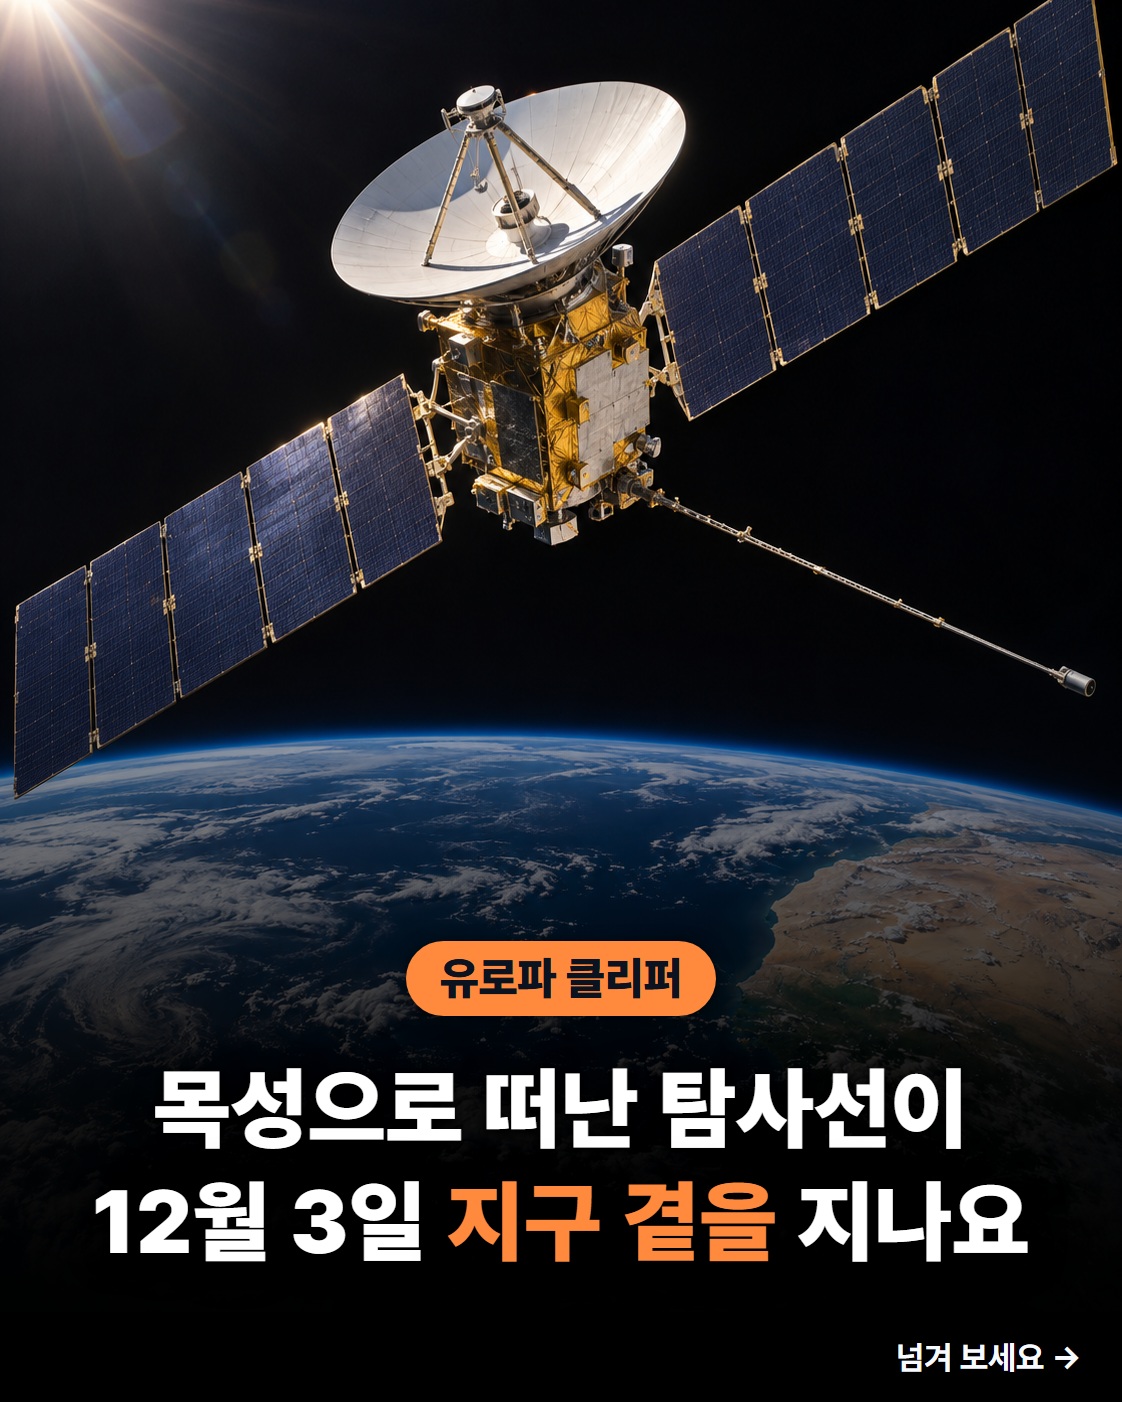 유로파 클리퍼
목성으로 떠난 탐사선이
12월 3일 지구 곁을 지나요
넘겨 보세요 →